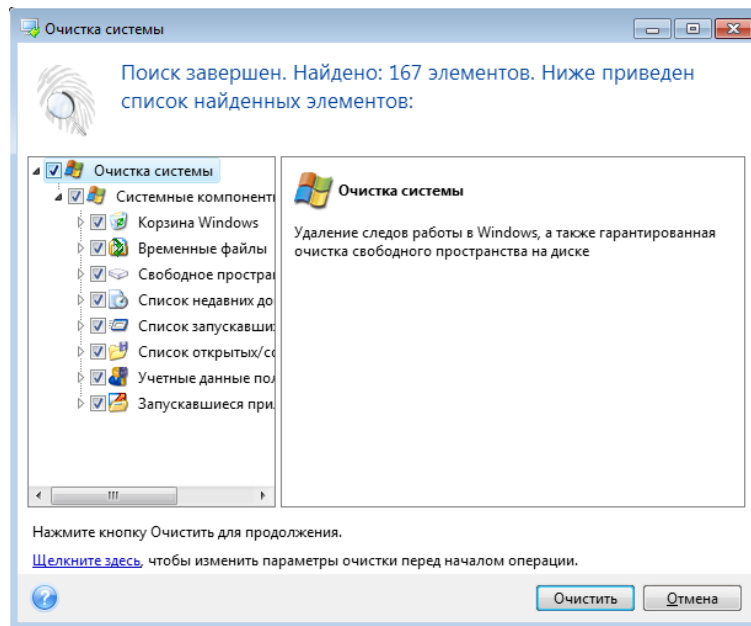 Очистка системы
Поиск завершен. Найдено: 167 элементов. Ниже приведен
список найденных элементов:
Очистка системы
Системные компонент
Корзина Windows
Временные файлы
Свободное простра
Список недавних до
Список запускавши
Список открытых/с
Учетные данные по
Запускавшиеся при
Очистка системы
Удаление следов работы в Windows, а также гарантированная
очистка свободного пространства на диске
Нажмите кнопку Очистить для продолжения.
Щелкните здесь, чтобы изменить параметры очистки перед началом операции.
Очистить
Отмена